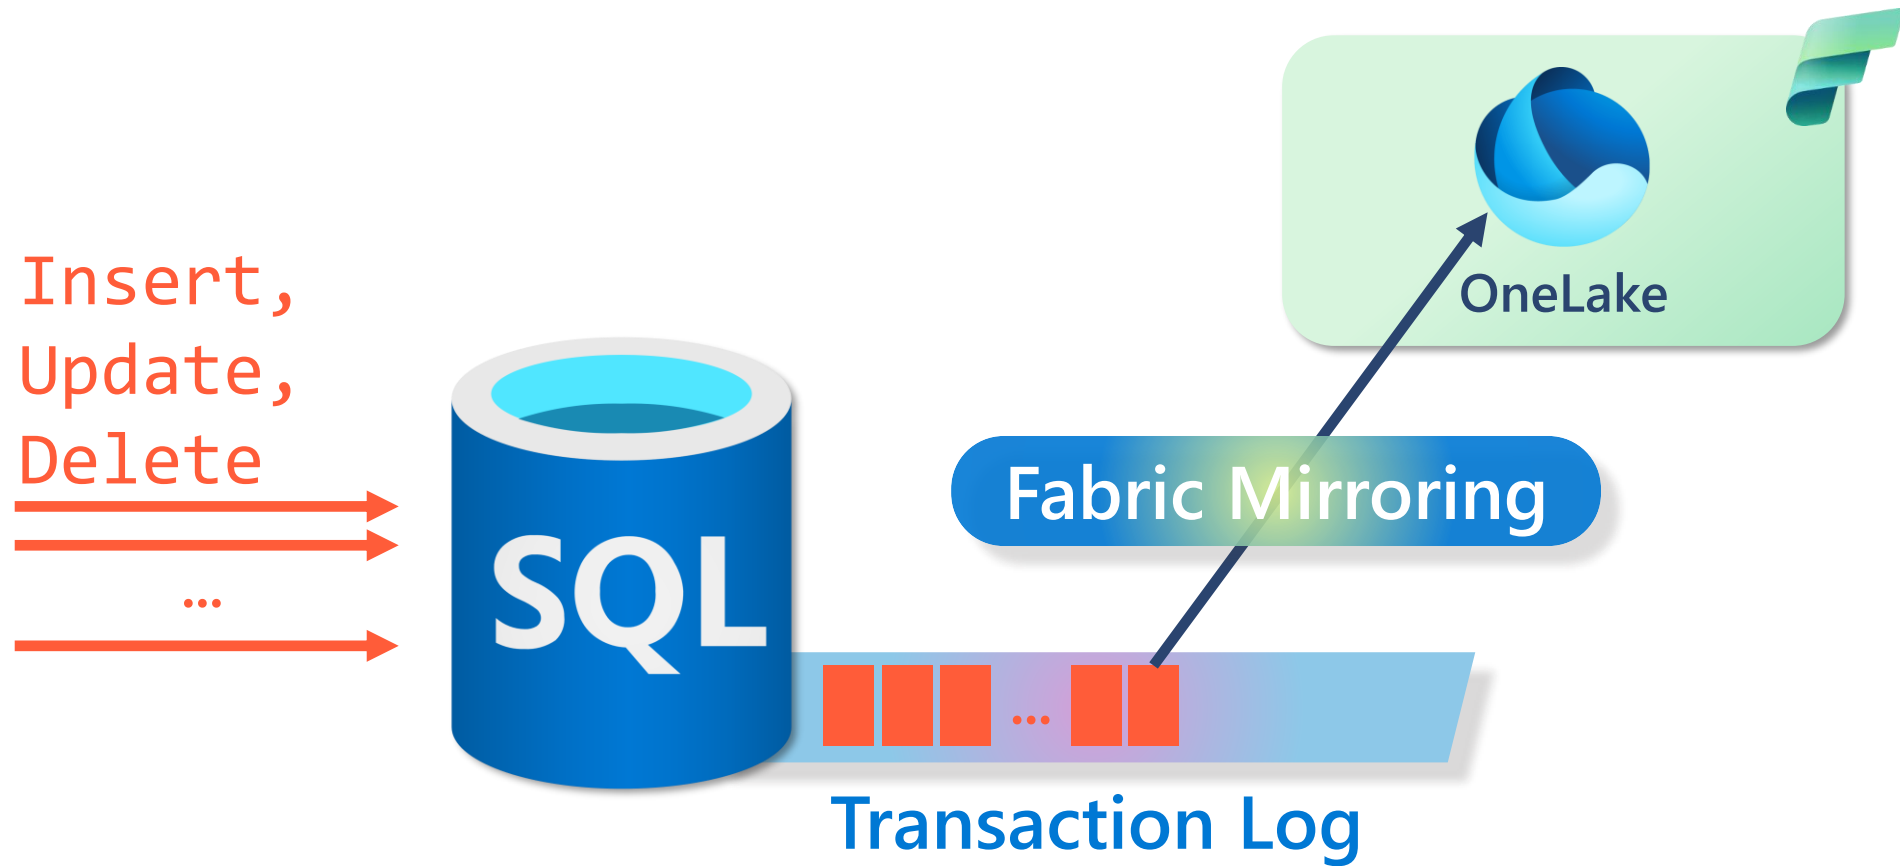 Insert,
Update,
Delete
...
SQL
...
Transaction Log
Fabric Mirroring
OneLake